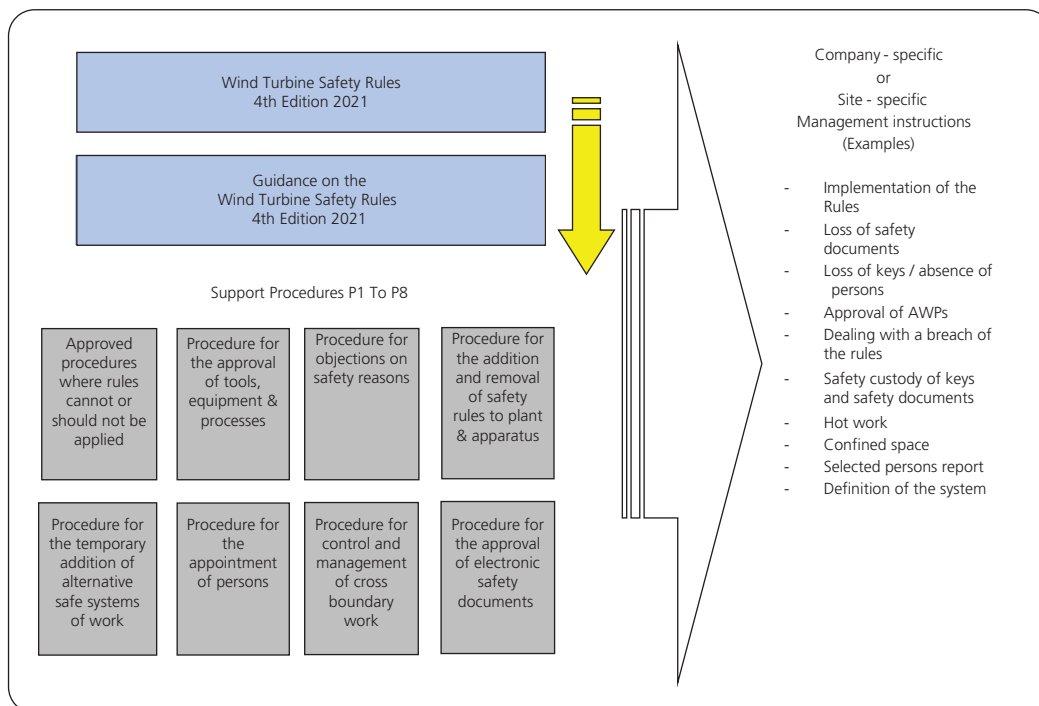 Wind Turbine Safety Rules
4th Edition 2021
Guidance on the
Wind Turbine Safety Rules
4th Edition 2021
Support Procedures P1 To P8
Approved
procedures
where rules
cannot or
should not be
applied
Procedure for
the approval
of tools,
equipment &
processes
Procedure for
objections on
safety reasons
Procedure for
the addition
and removal
of safety
rules to plant
& apparatus
Procedure for
the temporary
addition of
alternative
safe systems
of work
Procedure for
the
appointment
of persons
Procedure for
control and
management
of cross
boundary
work
Procedure for
the approval
of electronic
safety
documents
Company - specific
or
Site - specific
Management instructions
(Examples)
- Implementation of the
Rules
- Loss of safety
documents
- Loss of keys / absence of
persons
- Approval of AWPs
- Dealing with a breach of
the rules
- Safety custody of keys
and safety documents
- Hot work
- Confined space
- Selected persons report
- Definition of the system